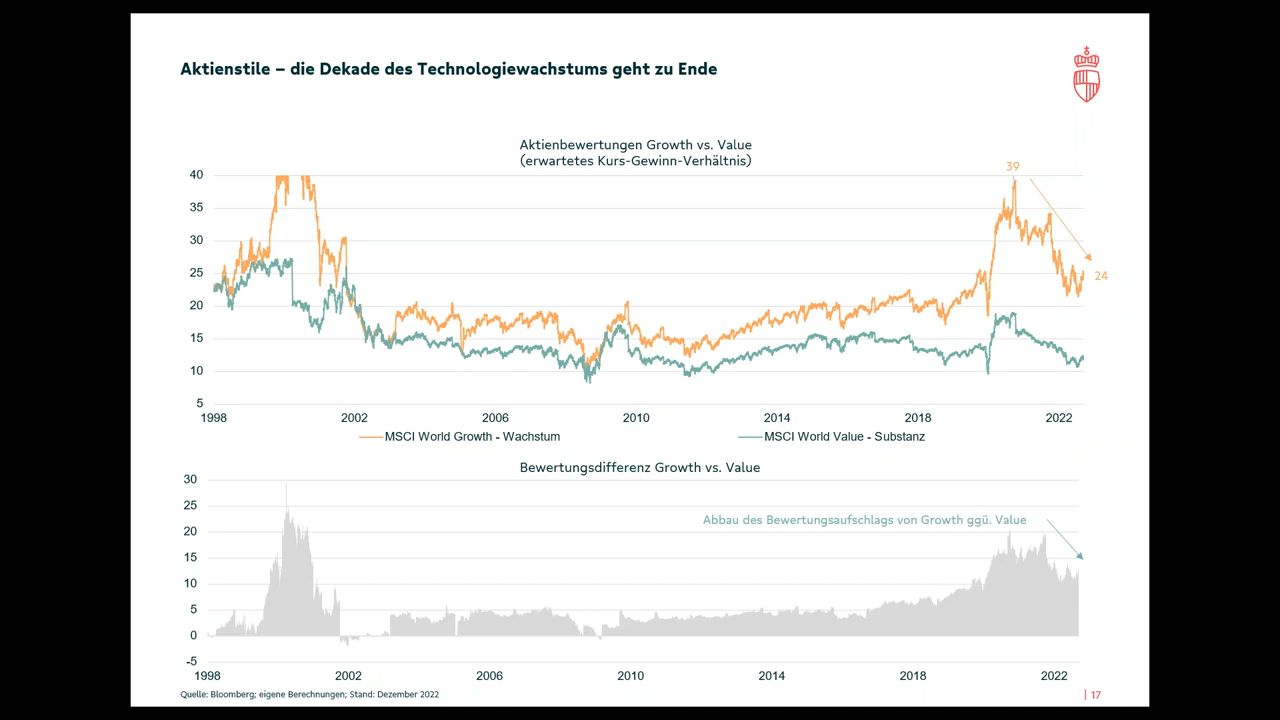 Aktienstile – die Dekade des Technologiewachstums geht zu Ende
Aktienbewertungen Growth vs. Value
(erwartetes Kurs-Gewinn-Verhältnis)
39
40
35
30
25
24
20
15
10
5
1998 2002 2006 2010 2014 2018 2022
MSCI World Growth - Wachstum MSCI World Value - Substanz
Bewertungsdifferenz Growth vs. Value
30
25
Abbau des Bewertungsaufschlags von Growth ggü. Value
20
15
10
5
0
-5
1998 2002 2006 2010 2014 2018 2022
Quelle: Bloomberg; eigene Berechnungen; Stand: Dezember 2022
| 17